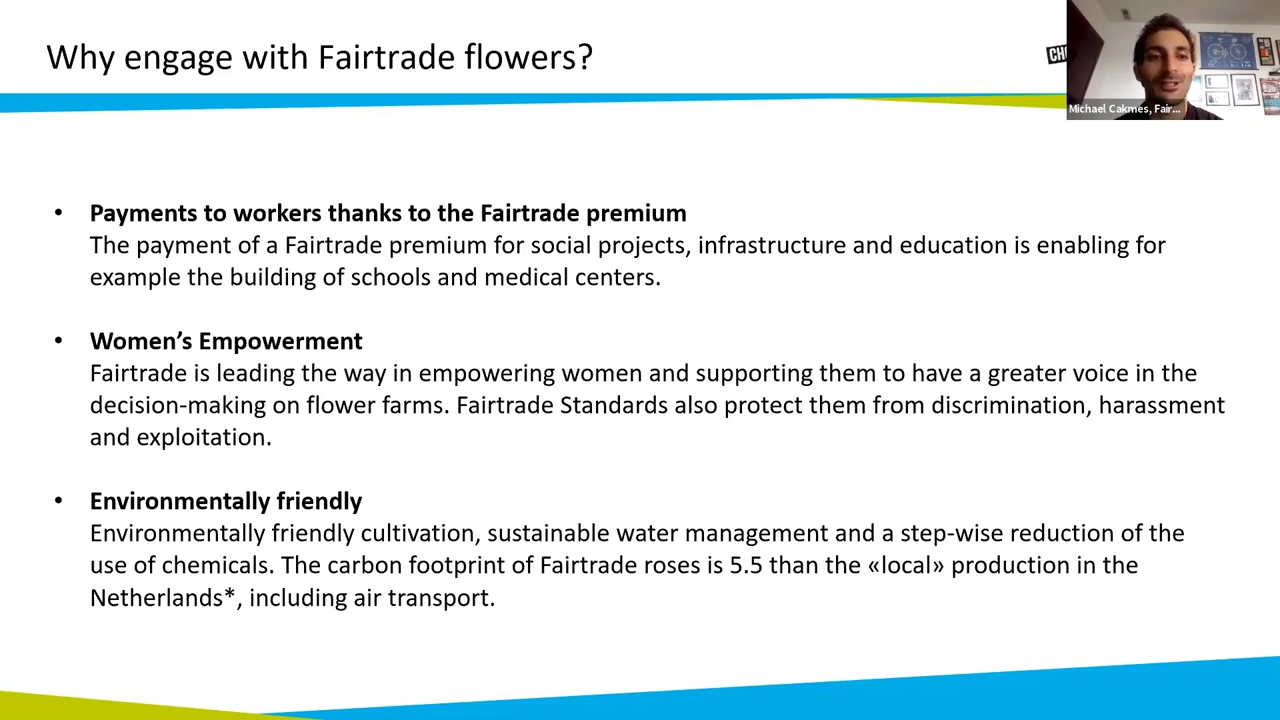 Why engage with Fairtrade flowers?
Michael Cakmes, Fair...
• Payments to workers thanks to the Fairtrade premium
The payment of a Fairtrade premium for social projects, infrastructure and education is enabling for
example the building of schools and medical centers.
• Women’s Empowerment
Fairtrade is leading the way in empowering women and supporting them to have a greater voice in the
decision-making on flower farms. Fairtrade Standards also protect them from discrimination, harassment
and exploitation.
• Environmentally friendly
Environmentally friendly cultivation, sustainable water management and a step-wise reduction of the
use of chemicals. The carbon footprint of Fairtrade roses is 5.5 than the «local» production in the
Netherlands*, including air transport.